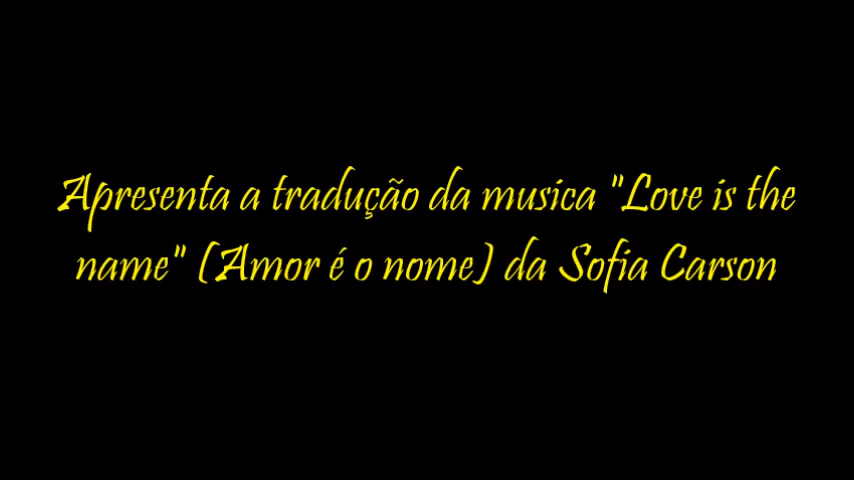 Apresenta a tradução da musica "Love is the
name" (Amor é o nome) da Sofia Carson